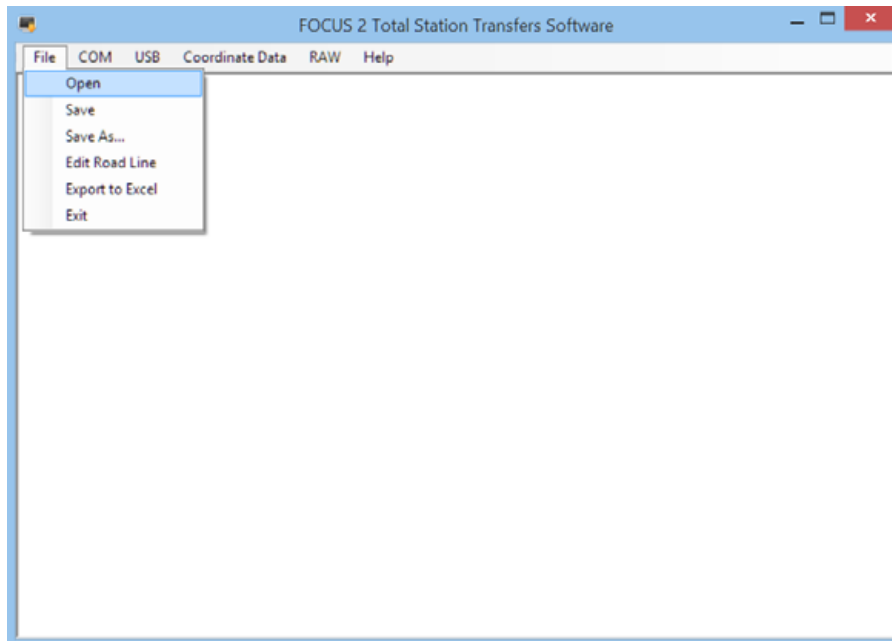 FOCUS 2 Total Station Transfers Software
File COM USB Coordinate Data RAW Help
Open
Save
Save As...
Edit Road Line
Export to Excel
Exit